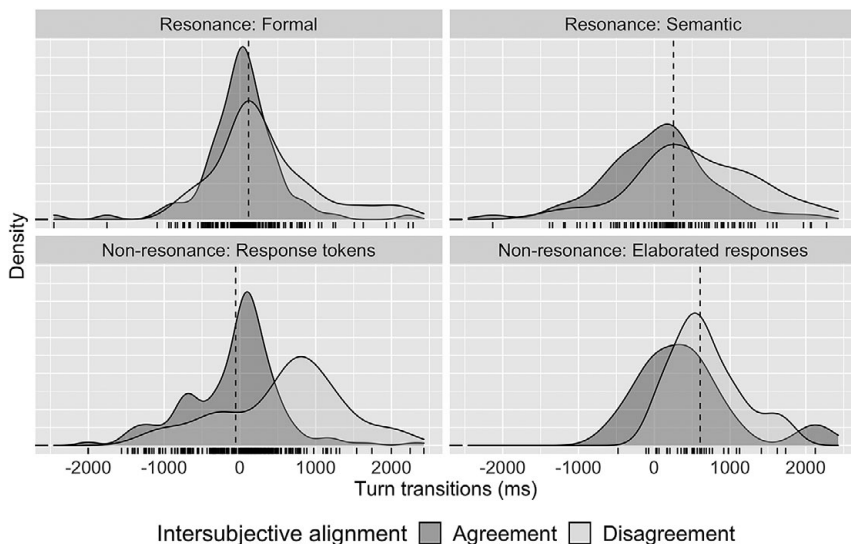 Resonance: Formal
Resonance: Semantic
Non-resonance: Response tokens
Non-resonance: Elaborated responses
Density
-2000 -1000 0 1000 2000
-2000 -1000 0 1000 2000
Turn transitions (ms)
Intersubjective alignment Agreement Disagreement